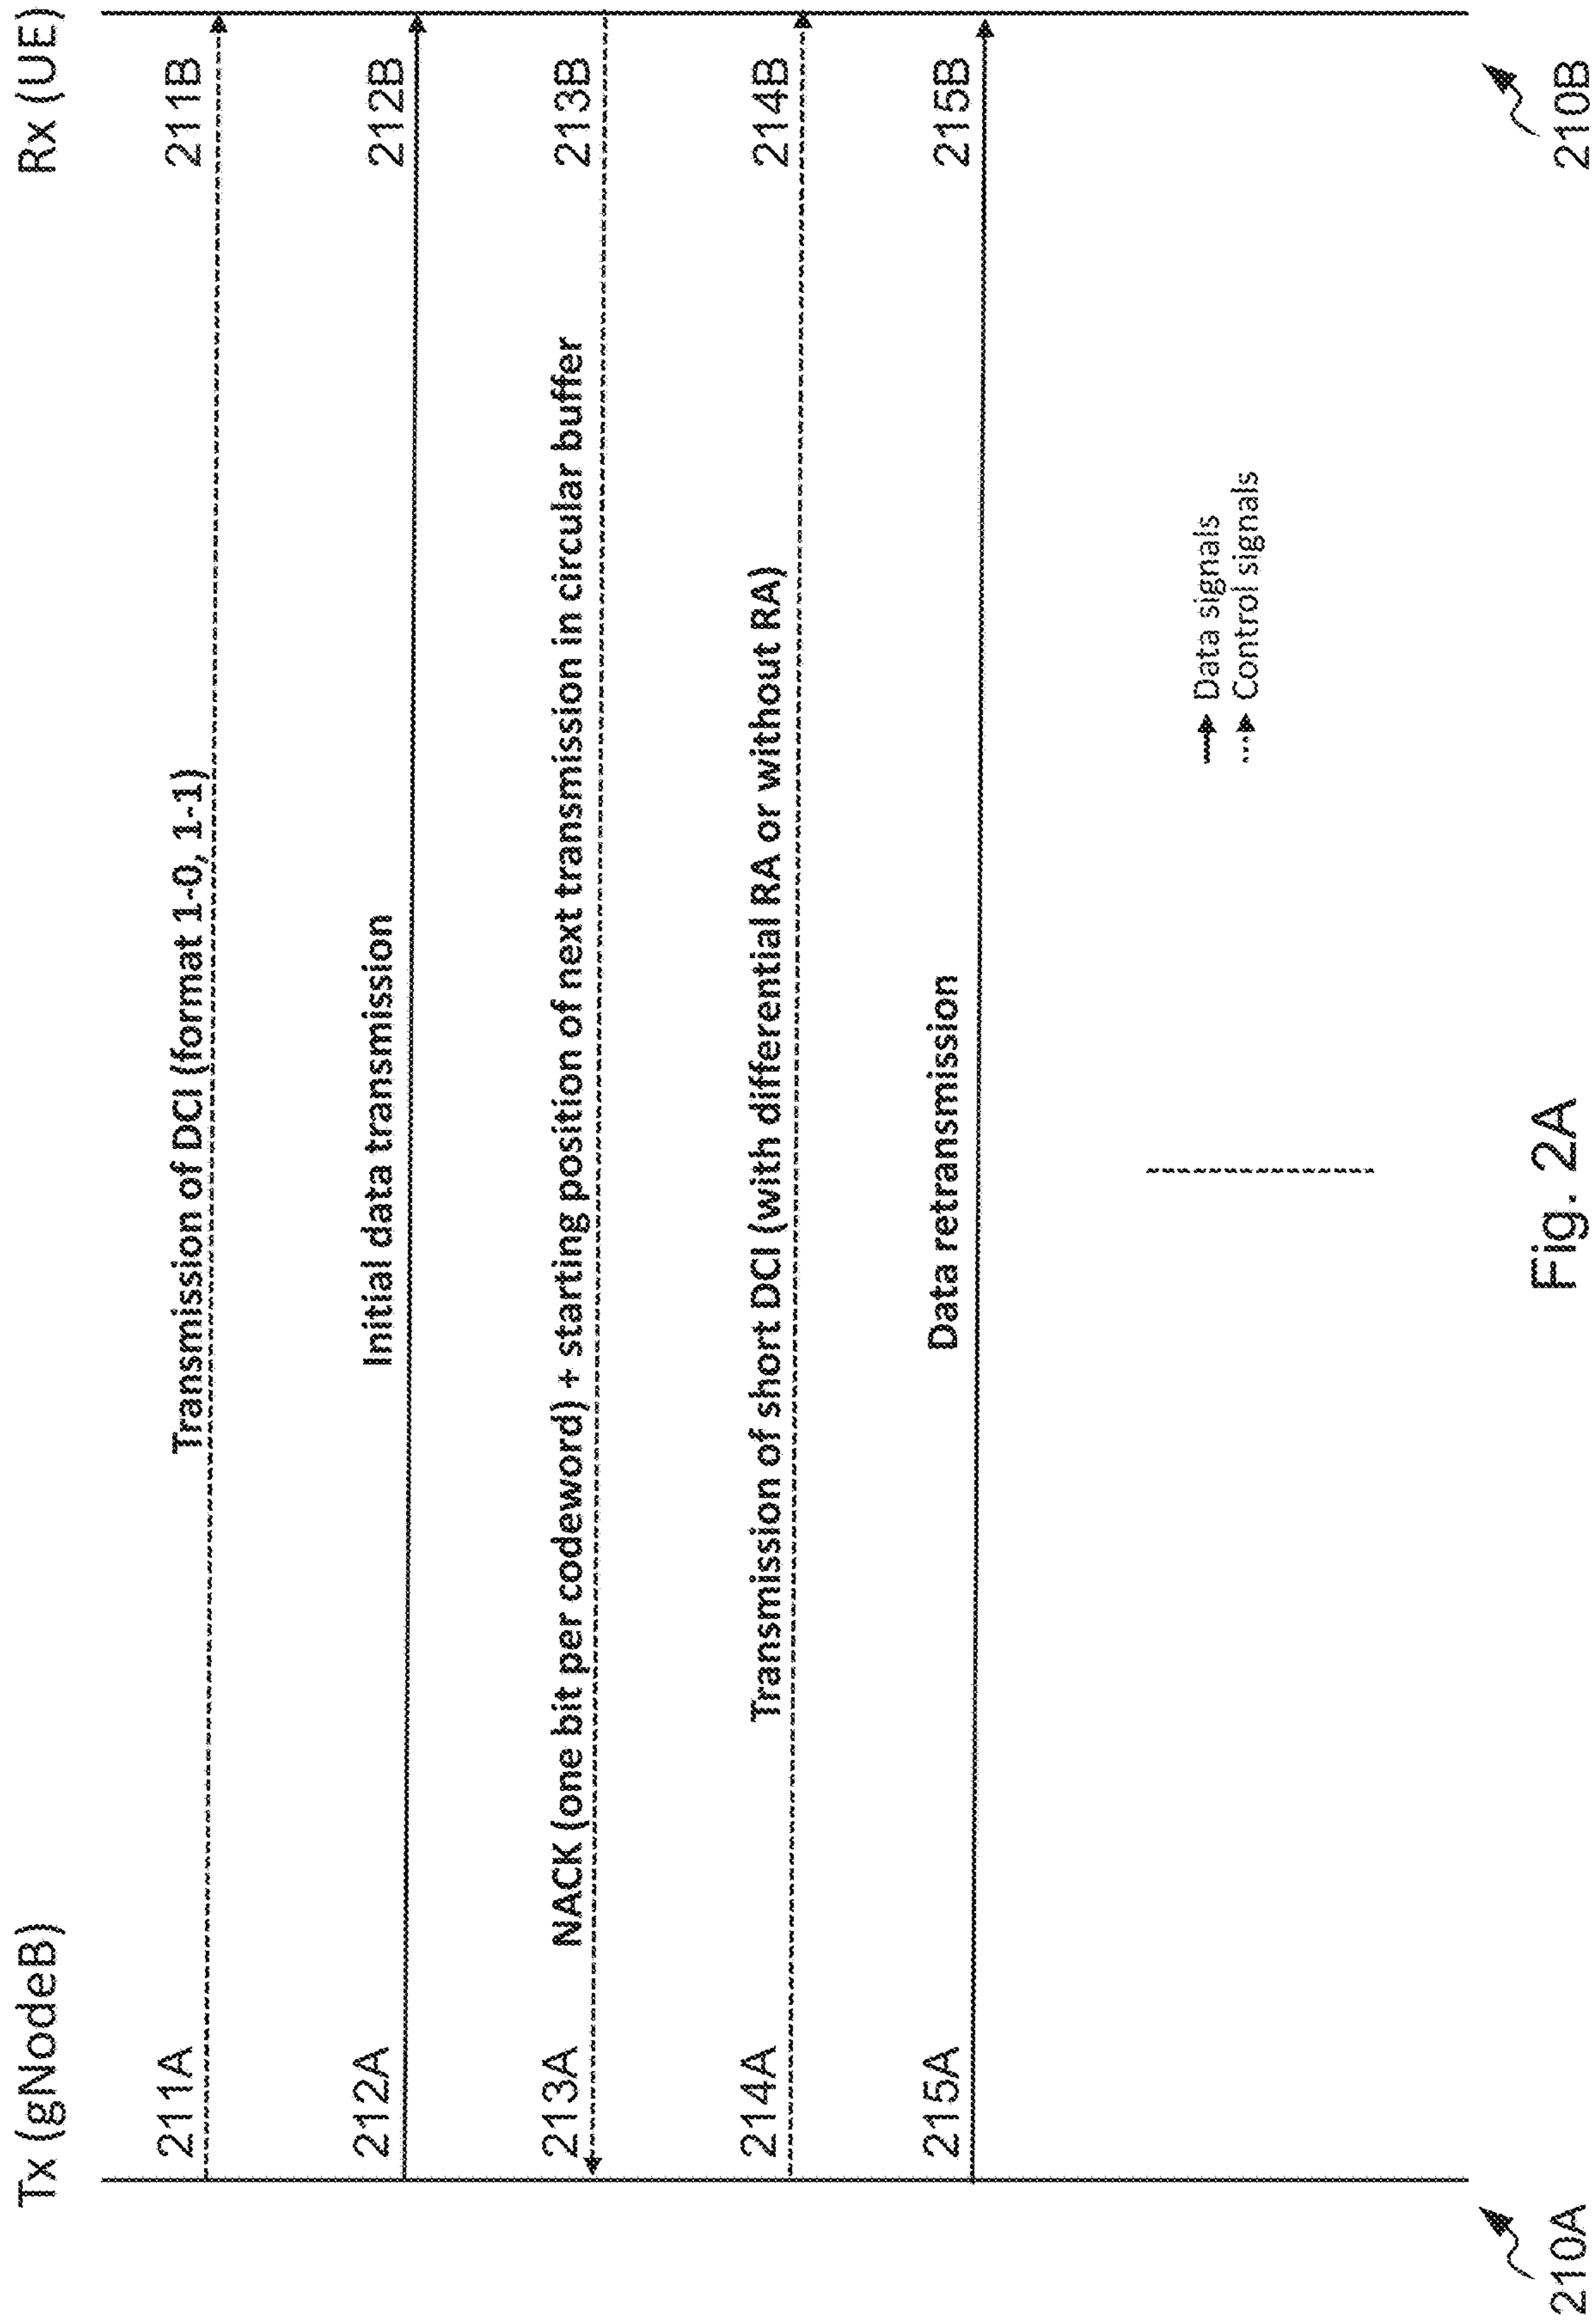 Tx (gNodeB)
Rx (UE)
211A
Transmission of DCI (format 1-0, 1-1)
211B
212A
Initial data transmission
212B
213A
NACK (one bit per codeword) + starting position of next transmission in circular buffer
213B
214A
Transmission of short DCI (with differential RA or without RA)
214B
215A
Data retransmission
215B
Data signals
Control signals
210A
Fig. 2A
210B